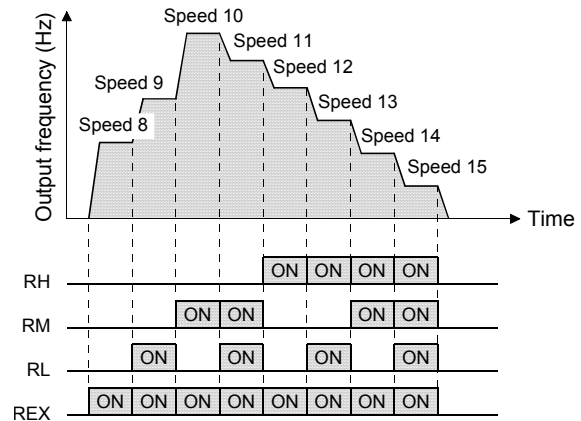 Output frequency (Hz)
Speed 10
Speed 11
Speed 9
Speed 12
Speed 8
Speed 13
Speed 14
Speed 15
Time
RH ON ON ON ON
RM ON ON ON ON
RL ON ON ON ON
REX ON ON ON ON ON ON ON ON